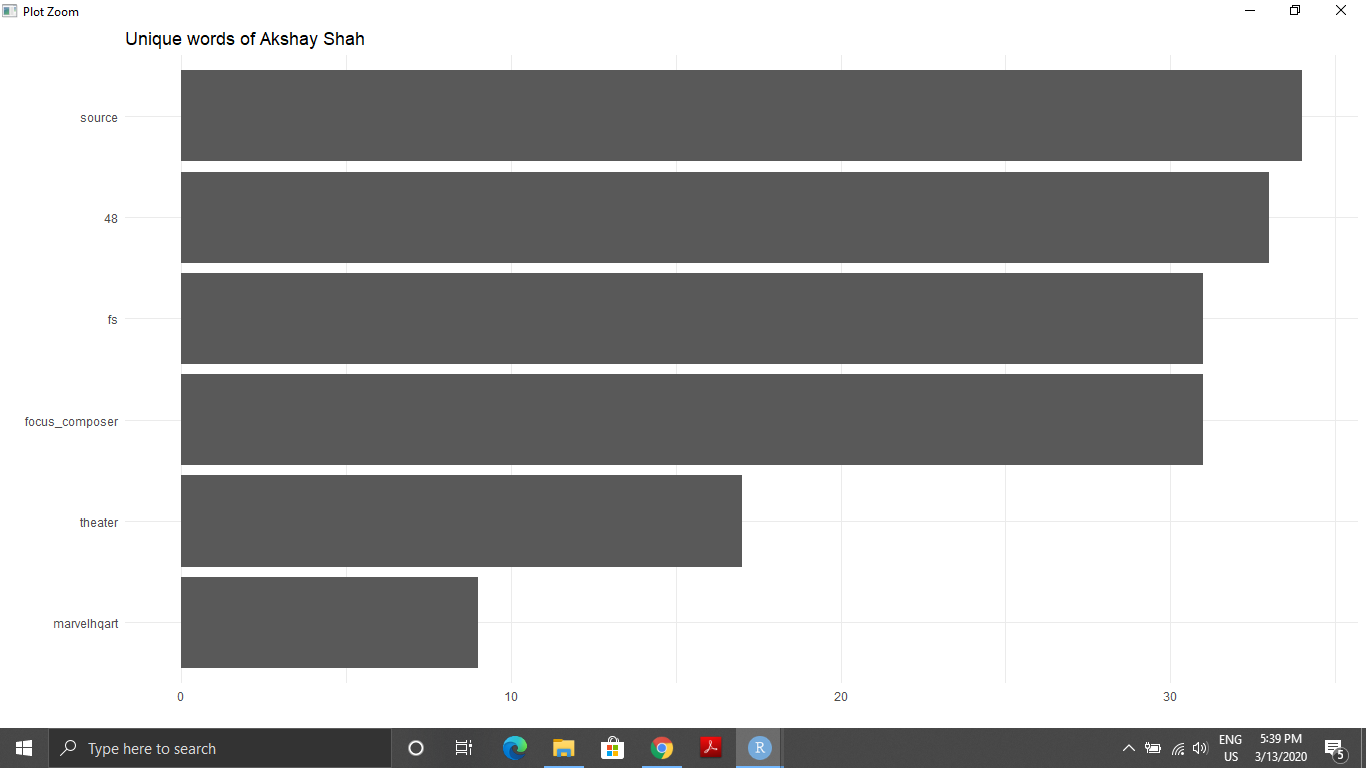 Plot Zoom
Unique words of Akshay Shah
source
48
fs
focus_composer
theater
marvelhqart
0 10 20 30
Type here to search
R
ENG 5:39 PM
US 3/13/2020
5